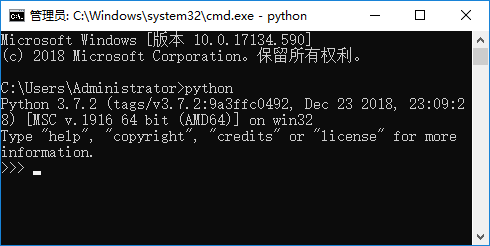 管理员: C:\Windows\system32\cmd.exe - python
Microsoft Windows [版本 10.0.17134.590]
(c) 2018 Microsoft Corporation。保留所有权利。
C:\Users\Administrator>python
Python 3.7.2 (tags/v3.7.2:9a3ffc0492, Dec 23 2018, 23:09:2
8) [MSC v.1916 64 bit (AMD64)] on win32
Type "help", "copyright", "credits" or "license" for more
information.
>>>